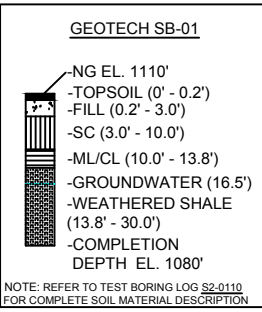 GEOTECH SB-01
-NG EL. 1110'
-TOPSOIL (0' - 0.2')
-FILL (0.2' - 3.0')
-SC (3.0' - 10.0')
-ML/CL (10.0' - 13.8')
-GROUNDWATER (16.5')
-WEATHERED SHALE
(13.8' - 30.0')
-COMPLETION
DEPTH EL. 1080'
NOTE: REFER TO TEST BORING LOG S2-0110
FOR COMPLETE SOIL MATERIAL DESCRIPTION